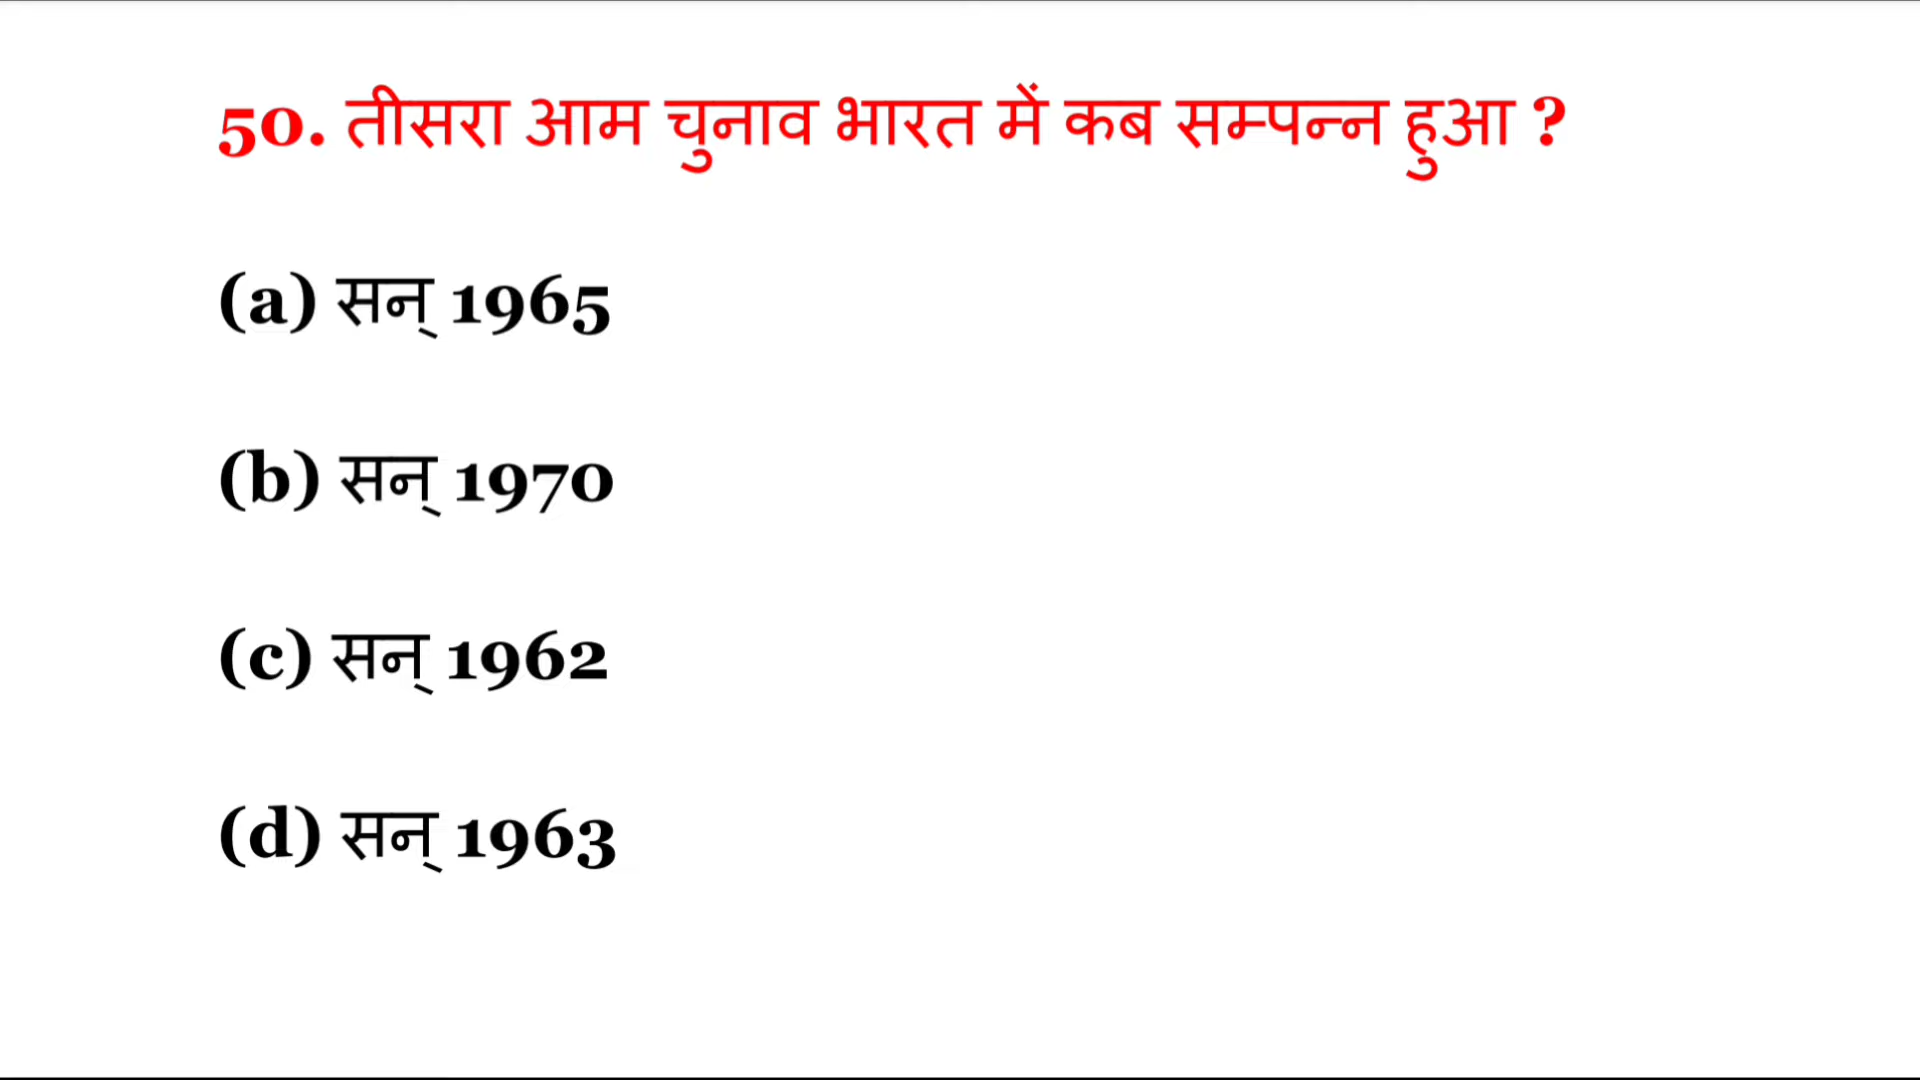 50. तीसरा आम चुनाव भारत में कब सम्पन्न हुआ ?
(a) सन् 1965
(b) सन् 1970
(c) सन् 1962
(d) सन् 1963